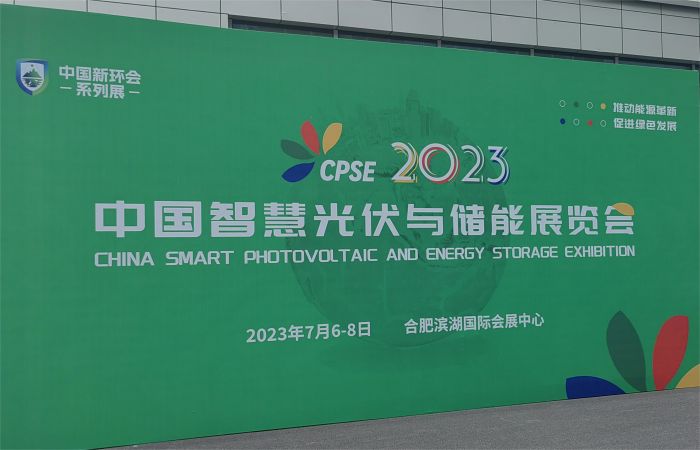 中国新环会
—系列展—
推动能源革新
促进绿色发展
CPSE 2023
中国智慧光伏与储能展览会
CHINA SMART PHOTOVOLTAIC AND ENERGY STORAGE EXHIBITION
2023年7月6-8日 合肥滨湖国际会展中心